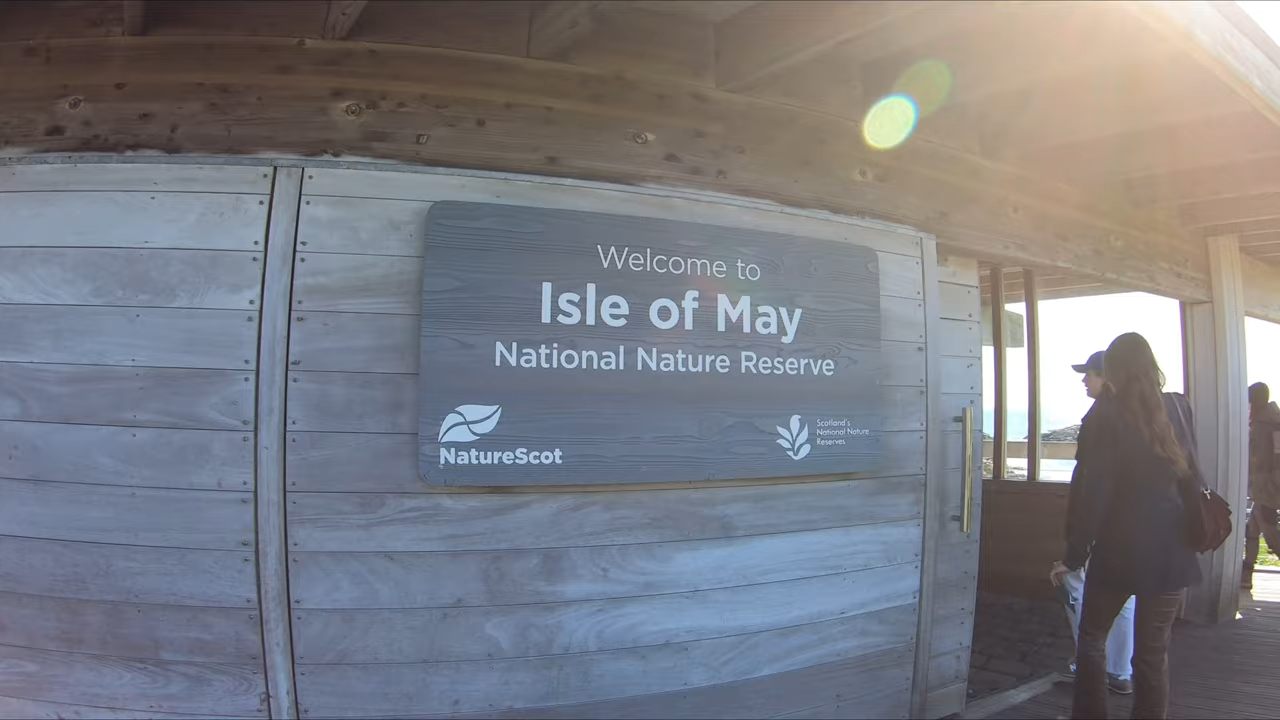 Welcome to
Isle of May
National Nature Reserve
NatureScot
Scotland's
National Nature
Reserves